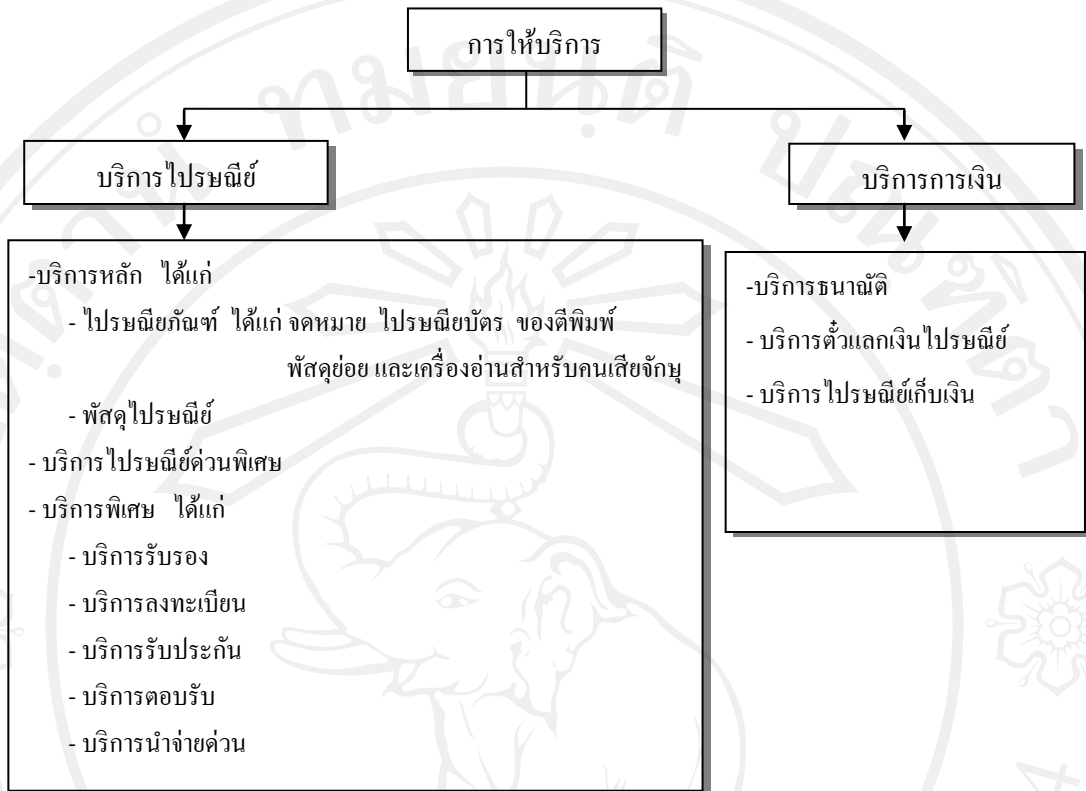 การให้บริการ
บริการไปรษณีย์
-บริการหลัก ได้แก่
- ไปรษณียภัณฑ์ ได้แก่ จดหมาย ไปรษณียบัตร ของตีพิมพ์
พัสดุย่อย และเครื่องอ่านสำหรับคนเสียจักษุ
- พัสดุไปรษณีย์
- บริการไปรษณีย์ด่วนพิเศษ
- บริการพิเศษ ได้แก่
- บริการรับรอง
- บริการลงทะเบียน
- บริการรับประกัน
- บริการตอบรับ
- บริการนำจ่ายด่วน
บริการการเงิน
-บริการธนาณัติ
- บริการตั๋วแลกเงินไปรษณีย์
- บริการไปรษณีย์เก็บเงิน